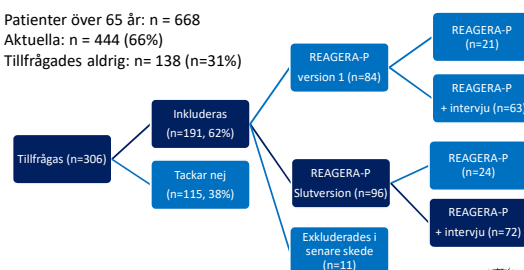 Patienter över 65 år: n = 668
Aktuella: n = 444 (66%)
Tillfrågades aldrig: n= 138 (n=31%)
Tillfrågas (n=306)
Inkluderas
(n=191, 62%)
Tackar nej
(n=115, 38%)
REAGERA-P
version 1 (n=84)
REAGERA-P
Slutversion (n=96)
Exkluderades i
senare skede
(n=11)
REAGERA-P
(n=21)
REAGERA-P
+ intervju (n=63)
REAGERA-P
(n=24)
REAGERA-P
+ intervju (n=72)